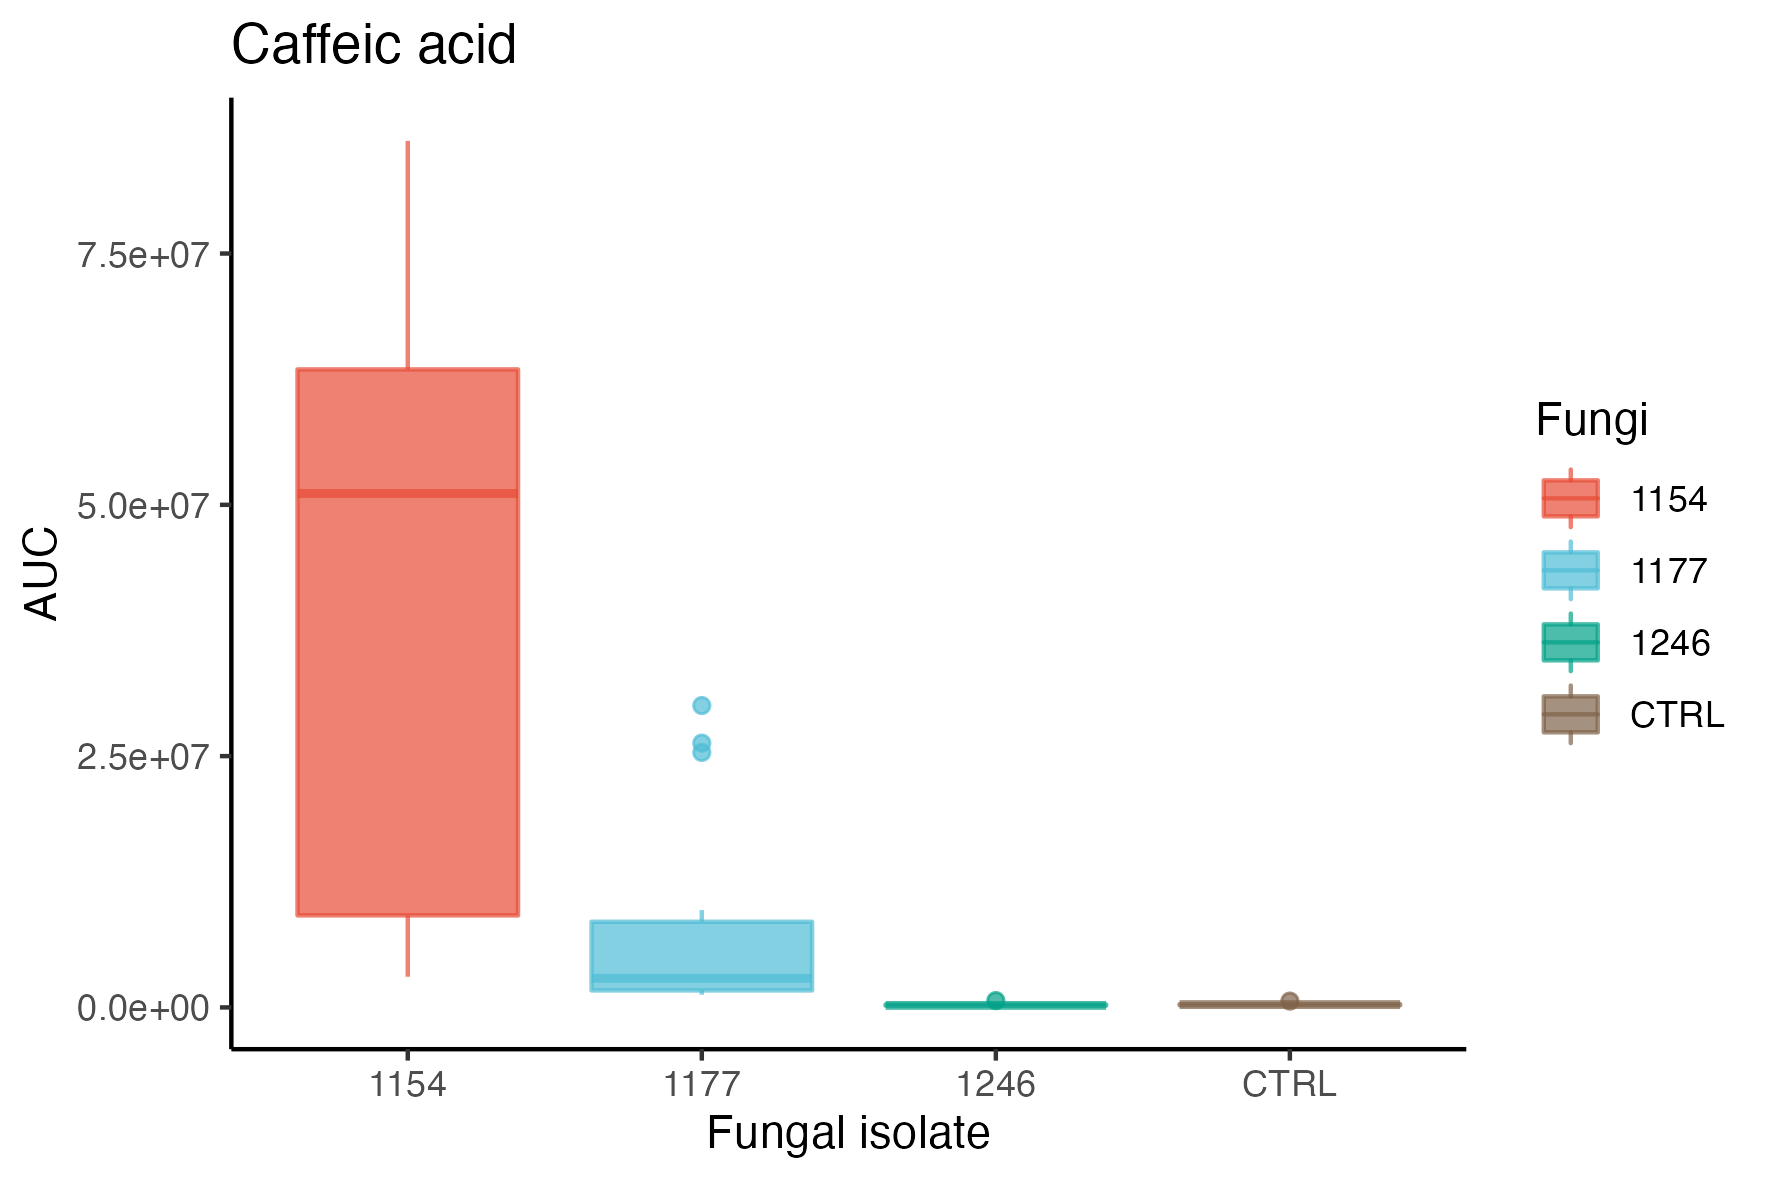 Caffeic acid
AUC
7.5e+07
5.0e+07
2.5e+07
0.0e+00
1154
1177
1246
CTRL
Fungal isolate
Fungi
1154
1177
1246
CTRL